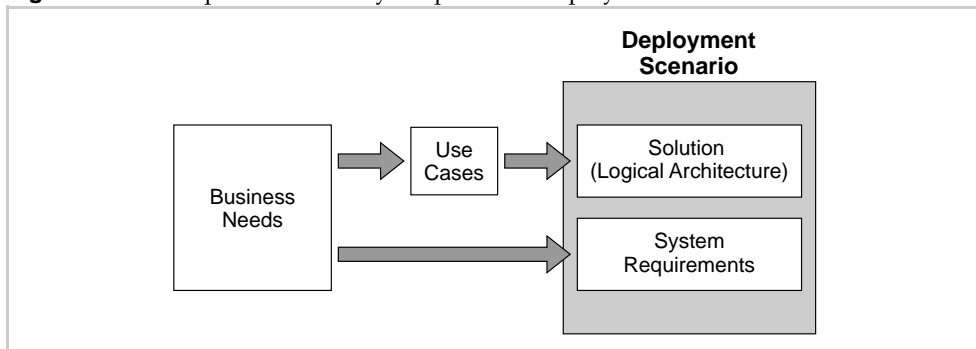 Deployment
Scenario
Business
Needs
Use
Cases
Solution
(Logical Architecture)
System
Requirements